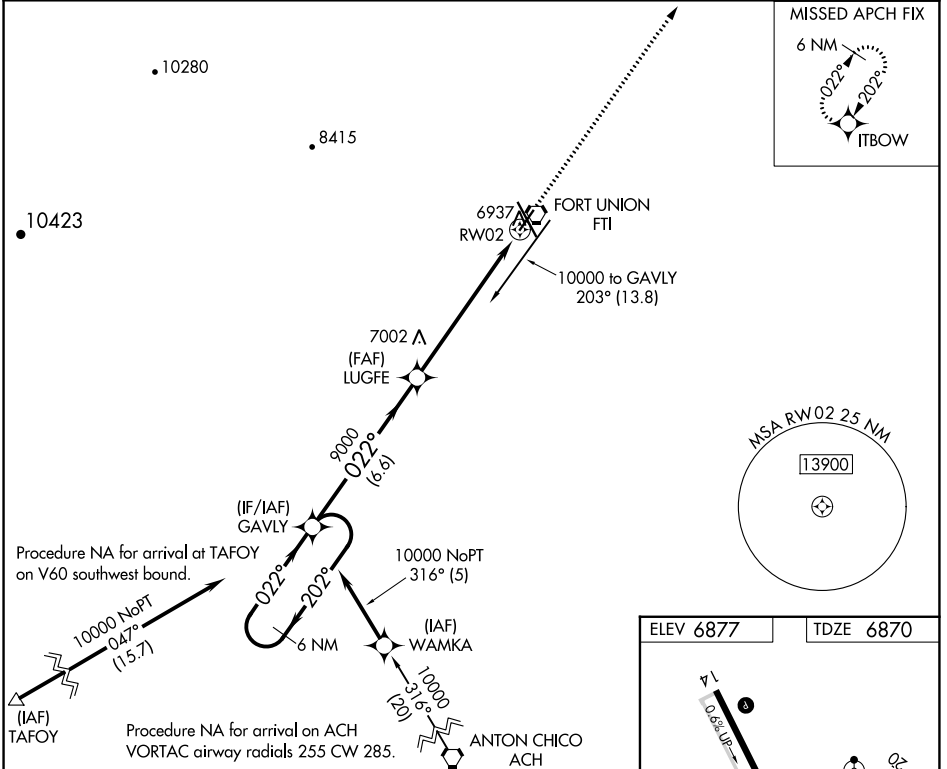 MISSED APCH FIX
6 NM
022°
202°
ITBOW
10280
8415
10423
6937
RW02
FORT UNION
FTI
10000 to GAVLY
203° (13.8)
7002
(FAF)
LUGFE
9000
022°
(6.6)
MSA RW02 25 NM
13900
(IF/IAF)
GAVLY
Procedure NA for arrival at TAFOY
on V60 southwest bound.
022°
202°
6 NM
10000 NoPT
316° (5)
(IAF)
WAMKA
10000 NoPT
047°
(15.7)
(IAF)
TAFOY
10000
316°
(20)
Procedure NA for arrival on ACH
VORTAC airway radials 255 CW 285.
ANTON CHICO
ACH
ELEV 6877
TDZE 6870
14
P
0.6% UP
20